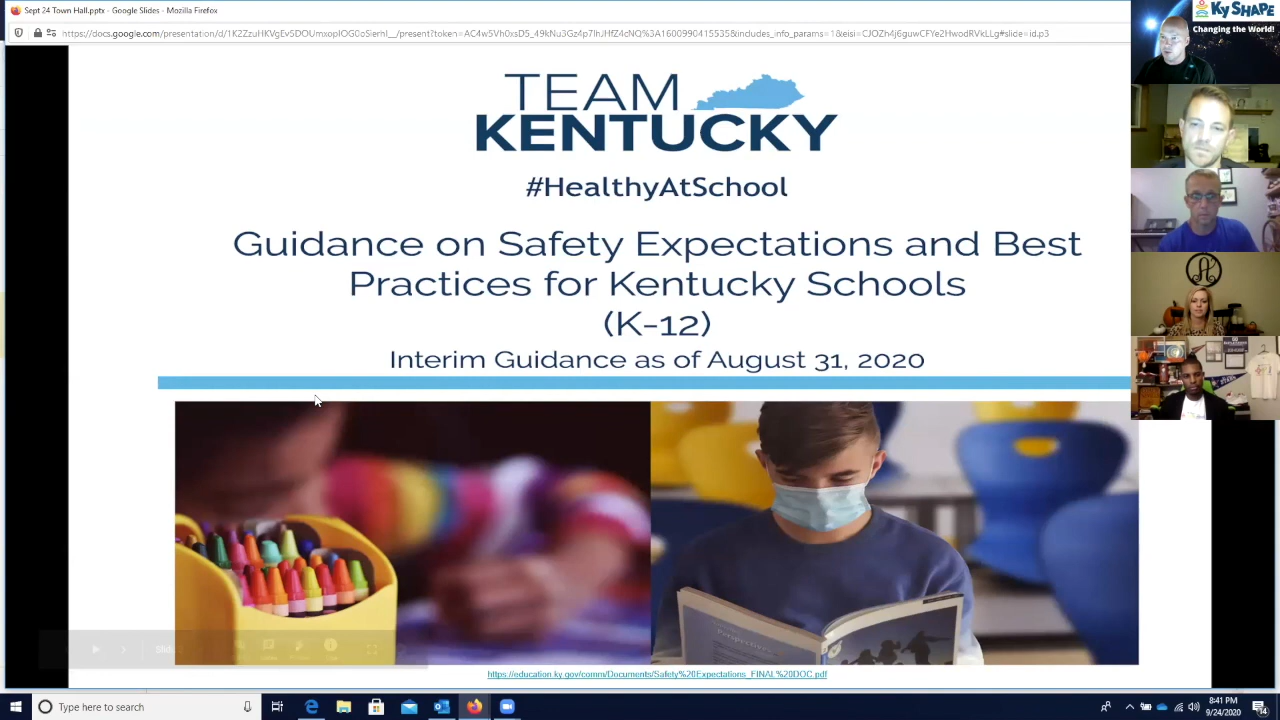 Sept 24 Town Hall.pptx - Google Slides - Mozilla Firefox
Ky SHAPE
Changing the World!
TEAM
KENTUCKY
#HealthyAtSchool
Guidance on Safety Expectations and Best
Practices for Kentucky Schools
(K-12)
Interim Guidance as of August 31, 2020
https://education.ky.gov/comm/Documents/Safety%20Expectations_FINAL%20DOC.pdf
Type here to search
8:41 PM
9/24/2020